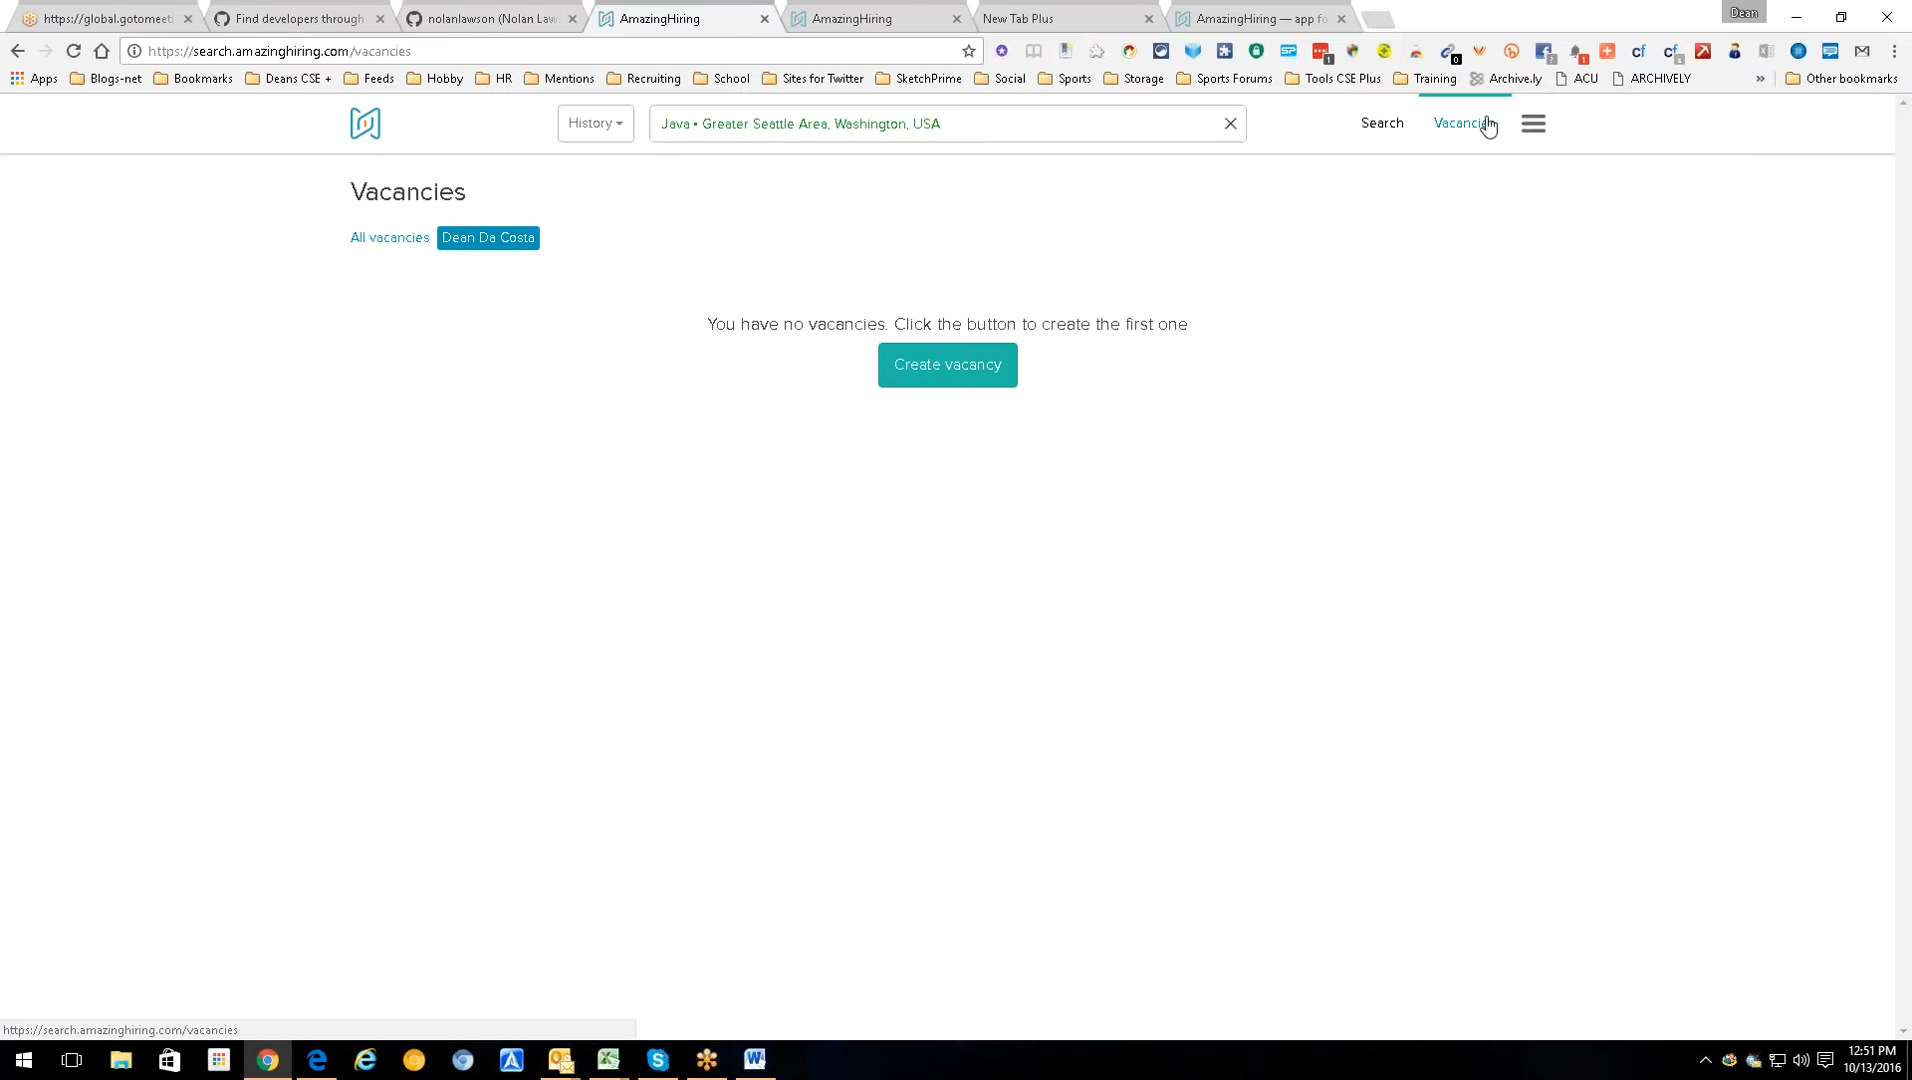 https://global.gotomeet
Find developers through
nolanlawson (Nolan Law
AmazingHiring
AmazingHiring
New Tab Plus
AmazingHiring — app fo
Dean
https://search.amazinghiring.com/vacancies
Apps
Blogs-net
Bookmarks
Deans CSE +
Feeds
Hobby
HR
Mentions
Recruiting
School
Sites for Twitter
SketchPrime
Social
Sports
Storage
Sports Forums
Tools CSE Plus
Training
Archive.ly
ACU
ARCHIVELY
»
Other bookmarks
History
Java • Greater Seattle Area, Washington, USA
Search
Vacancies
Vacancies
All vacancies
Dean Da Costa
You have no vacancies. Click the button to create the first one
Create vacancy
https://search.amazinghiring.com/vacancies
12:51 PM
10/13/2016